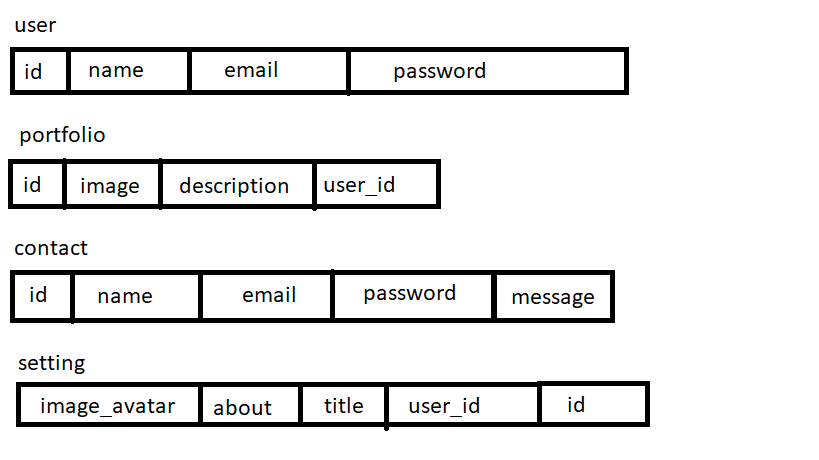 user
id name email password
portfolio
id image description user_id
contact
id name email password message
setting
image_avatar about title user_id id